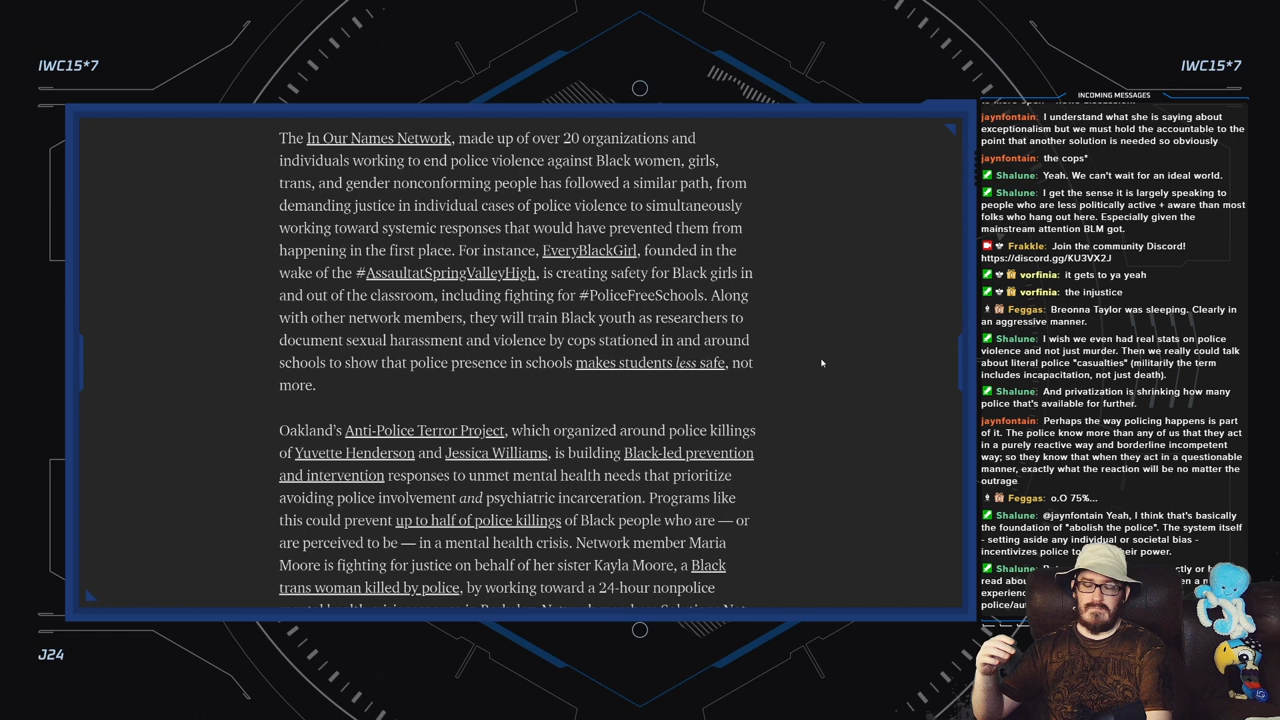 IWC15*7
IWC15*7
The In Our Names Network, made up of over 20 organizations and
individuals working to end police violence against Black women, girls,
trans, and gender nonconforming people has followed a similar path, from
demanding justice in individual cases of police violence to simultaneously
working toward systemic responses that would have prevented them from
happening in the first place. For instance, EveryBlackGirl, founded in the
wake of the #AssaultatSpringValleyHigh, is creating safety for Black girls in
and out of the classroom, including fighting for #PoliceFreeSchools. Along
with other network members, they will train Black youth as researchers to
document sexual harassment and violence by cops stationed in and around
schools to show that police presence in schools makes students less safe, not
more.
Oakland’s Anti-Police Terror Project, which organized around police killings
of Yuvette Henderson and Jessica Williams, is building Black-led prevention
and intervention responses to unmet mental health needs that prioritize
avoiding police involvement and psychiatric incarceration. Programs like
this could prevent up to half of police killings of Black people who are — or
are perceived to be — in a mental health crisis. Network member Maria
Moore is fighting for justice on behalf of her sister Kayla Moore, a Black
trans woman killed by police, by working toward a 24-hour nonpolice
INCOMING MESSAGES
jaynfontain: I understand what she is saying about
exceptionalism but we must hold the accountable to the
point that another solution is needed so obviously
jaynfontain: the cops*
Shalune: Yeah. We can't wait for an ideal world.
Shalune: I get the sense it is largely speaking to
people who are less politically active + aware than most
folks who hang out here. Especially given the
mainstream attention BLM got.
Frakkle: Join the community Discord!
https://discord.gg/KU3VX2J
vorfinia: it gets to ya yeah
vorfinia: the injustice
Feggas: Breonna Taylor was sleeping. Clearly in
an aggressive manner.
Shalune: I wish we even had real stats on police
violence and not just murder. Then we really could talk
about literal police "casualties" (militarily the term
includes incapacitation, not just death).
Shalune: And privatization is shrinking how many
police that's available for further.
jaynfontain: Perhaps the way policing happens is part
of it. The police know more than any of us that they act
in a purely reactive way and borderline incompetent
way; so they know that when they act in a questionable
manner, exactly what the reaction will be no matter the
outrage
Feggas: o.O 75%...
Shalune: @jaynfontain Yeah, I think that's basically
the foundation of "abolish the police". The system itself
- setting aside any individual or societal bias -
incentivizes police to their power.
Shalune:
read abou
experienc
police/au
J24